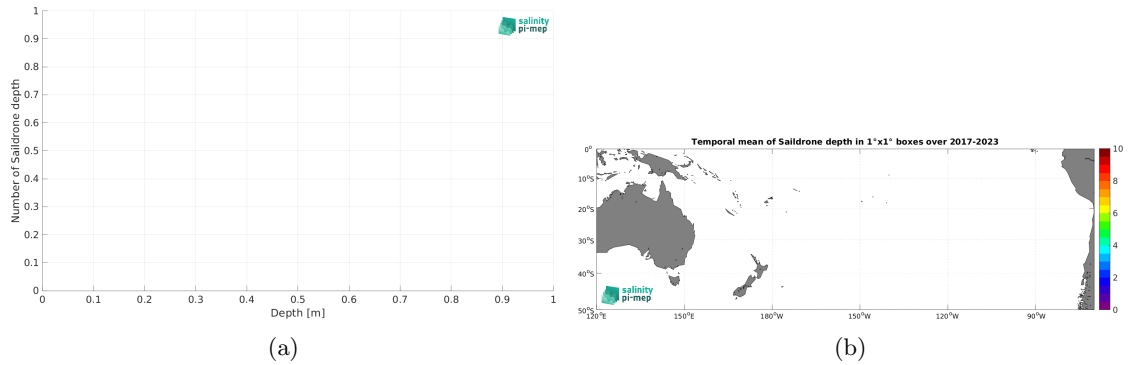 1
0.9
0.8
0.7
0.6
0.5
0.4
0.3
0.2
0.1
0
Number of Saildrone depth
0 0.1 0.2 0.3 0.4 0.5 0.6 0.7 0.8 0.9 1
Depth [m]
salinity
pi-mep
(a)
Temporal mean of Saildrone depth in 1°x1° boxes over 2017-2023
0°
10°S
20°S
30°S
40°S
50°S
120°E 150°E 180°W 150°W 120°W 90°W
salinity
pi-mep
10
8
6
4
2
0
(b)